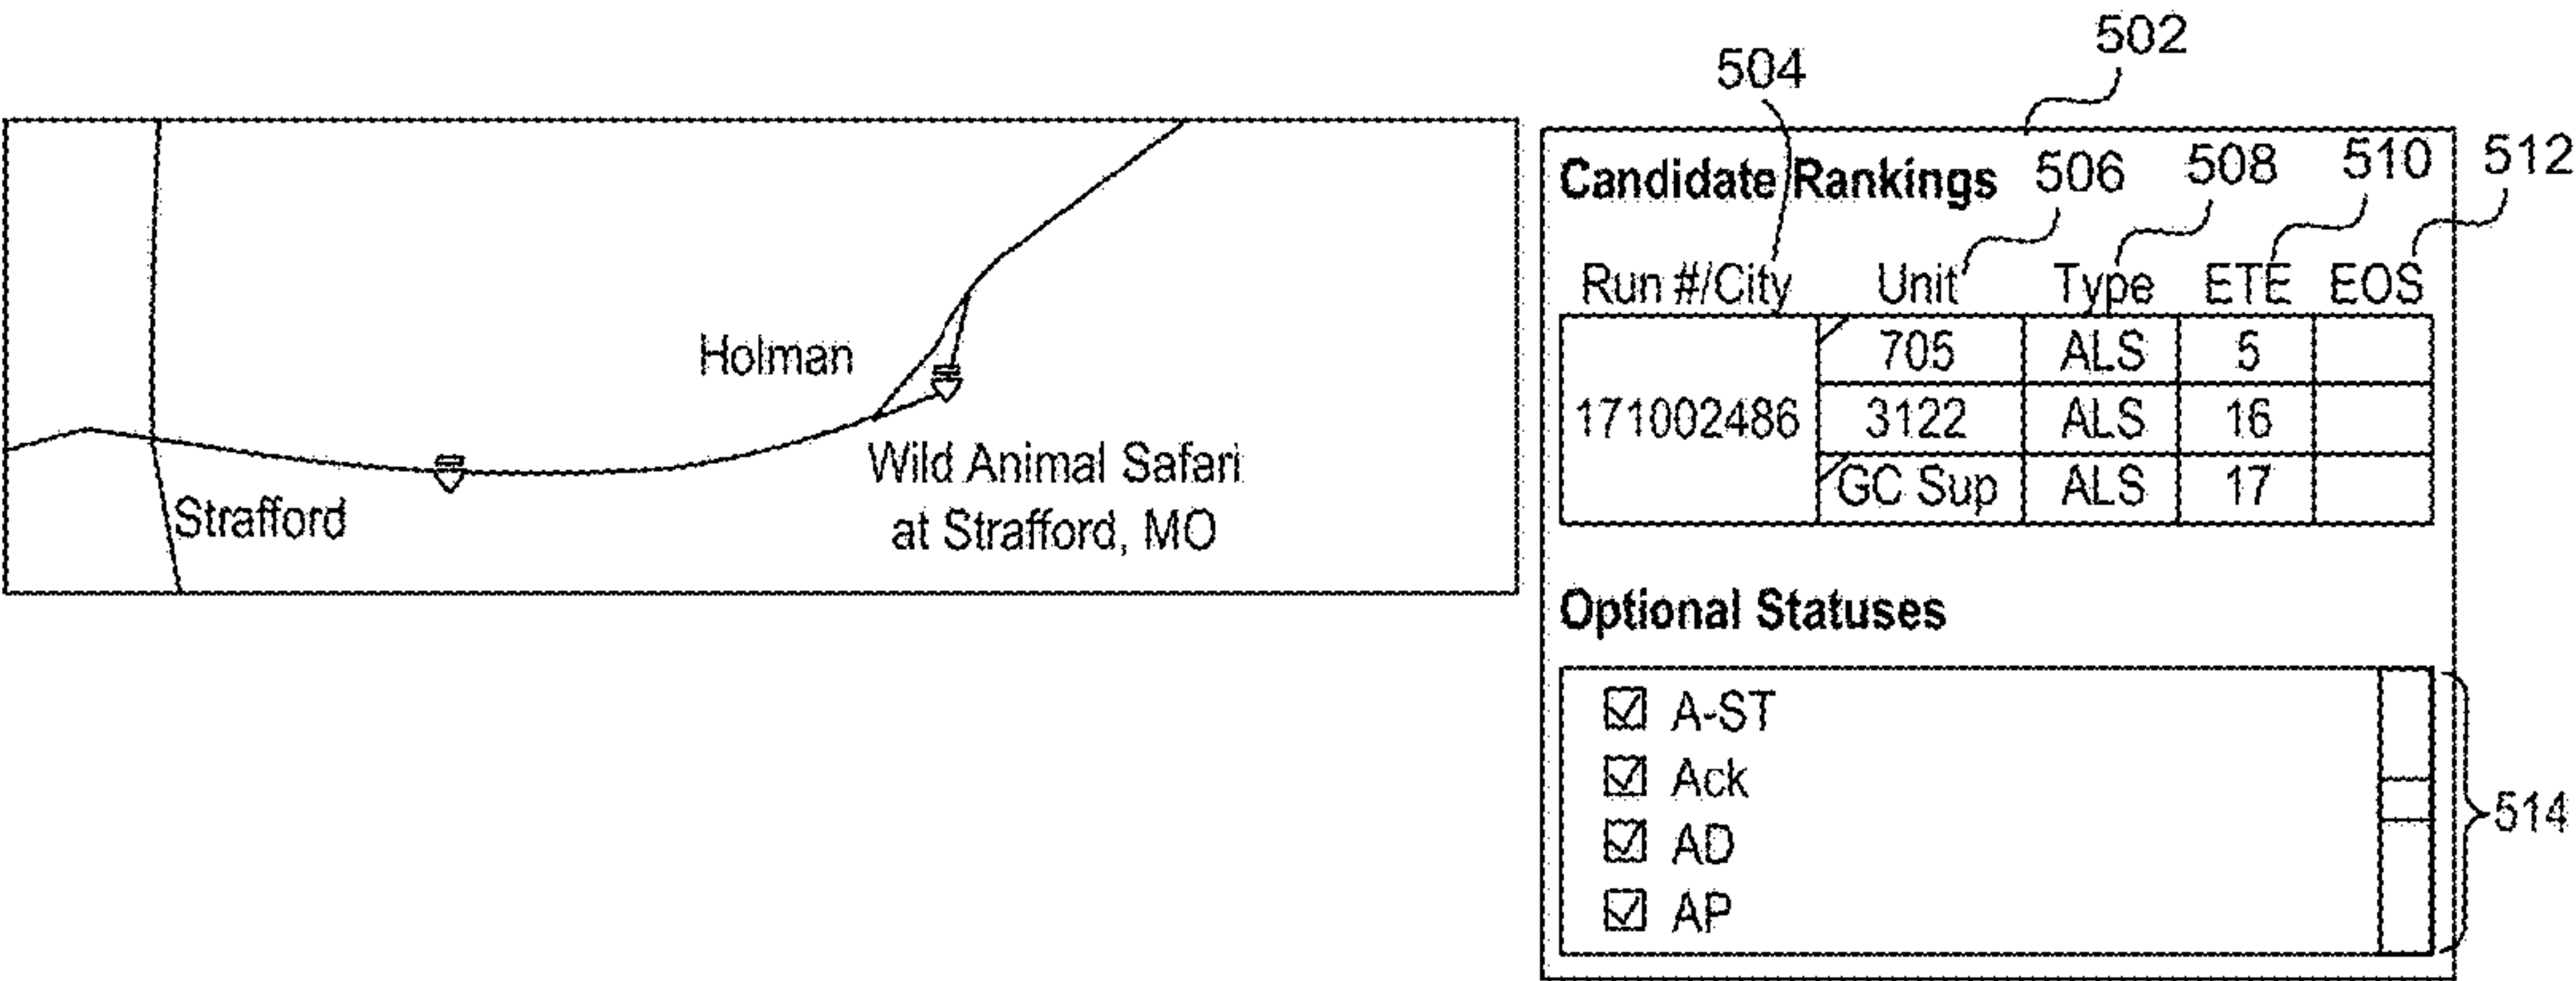 502
504
Candidate Rankings 506 508 510 512
Run #/City Unit Type ETE EOS
705 ALS 5
171002486 3122 ALS 16
GC Sup ALS 17
Holman
Wild Animal Safari
at Strafford, MO
Strafford
Optional Statuses
A-ST
Ack
AD
AP
514